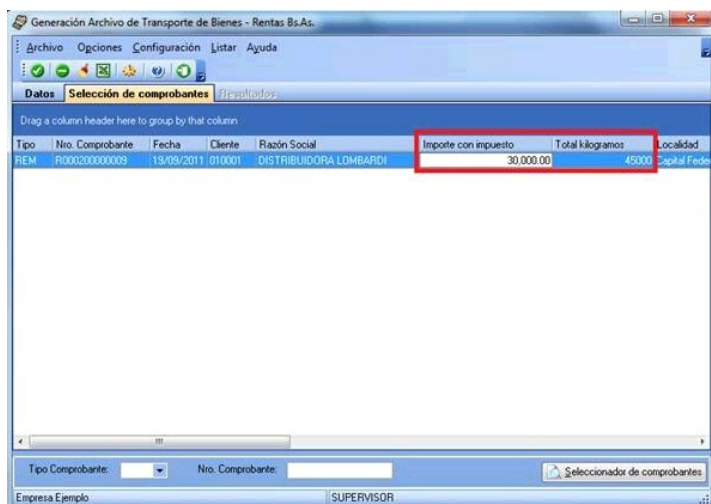 Generación Archivo de Transporte de Bienes - Rentas Bs.As.
Archivo Opciones Configuración Listar Ayuda
Datos Selección de comprobantes Resultados
Drag a column header here to group by that column
Tipo Nro. Comprobante Fecha Cliente Razón Social Importe con impuesto Total kilogramos Localidad
REM R000200000009 19/09/2011 010001 DISTRIBUIDORA LOMBARDI 30,000.00 45000 Capital Feder
Tipo Comprobante: Nro. Comprobante: Seleccionador de comprobantes
Empresa Ejemplo SUPERVISOR